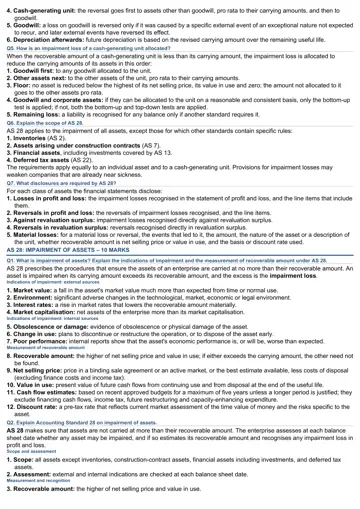 4. Cash-generating unit: the reversal goes first to assets other than goodwill, pro rata to their carrying amounts, and then to
goodwill.
5. Goodwill: a loss on goodwill is reversed only if it was caused by a specific external event of an exceptional nature not expected
to recur, and later external events have reversed its effect.
6. Depreciation afterwards: future depreciation is based on the revised carrying amount over the remaining useful life.
Q5. How is an impairment loss of a cash-generating unit allocated?
When the recoverable amount of a cash-generating unit is less than its carrying amount, the impairment loss is allocated to
reduce the carrying amounts of its assets in this order:
1. Goodwill first: to any goodwill allocated to the unit.
2. Other assets next: to the other assets of the unit, pro rata to their carrying amounts.
3. Floor: no asset is reduced below the highest of its net selling price, its value in use and zero; the amount not allocated to it
goes to the other assets pro rata.
4. Goodwill and corporate assets: if they can be allocated to the unit on a reasonable and consistent basis, only the bottom-up
test is applied; if not, both the bottom-up and top-down tests are applied.
5. Remaining loss: a liability is recognised for any balance only if another standard requires it.
Q6. Explain the scope of AS 28.
AS 28 applies to the impairment of all assets, except those for which other standards contain specific rules:
1. Inventories (AS 2).
2. Assets arising under construction contracts (AS 7).
3. Financial assets, including investments covered by AS 13.
4. Deferred tax assets (AS 22).
The requirements apply equally to an individual asset and to a cash-generating unit. Provisions for impairment losses may
weaken companies that are already near sickness.
Q7. What disclosures are required by AS 28?
For each class of assets the financial statements disclose:
1. Losses in profit and loss: the impairment losses recognised in the statement of profit and loss, and the line items that include
them.
2. Reversals in profit and loss: the reversals of impairment losses recognised, and the line items.
3. Against revaluation surplus: impairment losses recognised directly against revaluation surplus.
4. Reversals in revaluation surplus: reversals recognised directly in revaluation surplus.
5. Material losses: for a material loss or reversal, the events that led to it, the amount, the nature of the asset or a description of
the unit, whether recoverable amount is net selling price or value in use, and the basis or discount rate used.
AS 28: IMPAIRMENT OF ASSETS – 10 MARKS
Q1. What is impairment of assets? Explain the indications of impairment and the measurement of recoverable amount under AS 28.
AS 28 describes the procedures that ensure the assets of an enterprise are carried at no more than their recoverable amount. An
asset is impaired when its carrying amount exceeds its recoverable amount, and the excess is the impairment loss.
Indications of impairment: external sources
1. Market value: a fall in the asset's market value much more than expected from time or normal use.
2. Environment: significant adverse changes in the technological, market, economic or legal environment.
3. Interest rates: a rise in market rates that lowers the recoverable amount materially.
4. Market capitalisation: net assets of the enterprise more than its market capitalisation.
Indications of impairment: internal sources
5. Obsolescence or damage: evidence of obsolescence or physical damage of the asset.
6. Change in use: plans to discontinue or restructure the operation, or to dispose of the asset early.
7. Poor performance: internal reports show that the asset's economic performance is, or will be, worse than expected.
Measurement of recoverable amount
8. Recoverable amount: the higher of net selling price and value in use; if either exceeds the carrying amount, the other need not
be found.
9. Net selling price: price in a binding sale agreement or an active market, or the best estimate available, less costs of disposal
(excluding finance costs and income tax).
10. Value in use: present value of future cash flows from continuing use and from disposal at the end of the useful life.
11. Cash flow estimates: based on recent approved budgets for a maximum of five years unless a longer period is justified; they
exclude financing cash flows, income tax, future restructuring and capacity-enhancing expenditure.
12. Discount rate: a pre-tax rate that reflects current market assessment of the time value of money and the risks specific to the
asset.
Q2. Explain Accounting Standard 28 on impairment of assets.
AS 28 makes sure that assets are not carried at more than their recoverable amount. The enterprise assesses at each balance
sheet date whether any asset may be impaired, and if so estimates its recoverable amount and recognises any impairment loss in
profit and loss.
Scope and assessment
1. Scope: all assets except inventories, construction-contract assets, financial assets including investments, and deferred tax
assets.
2. Assessment: external and internal indications are checked at each balance sheet date.
Measurement and recognition
3. Recoverable amount: the higher of net selling price and value in use.